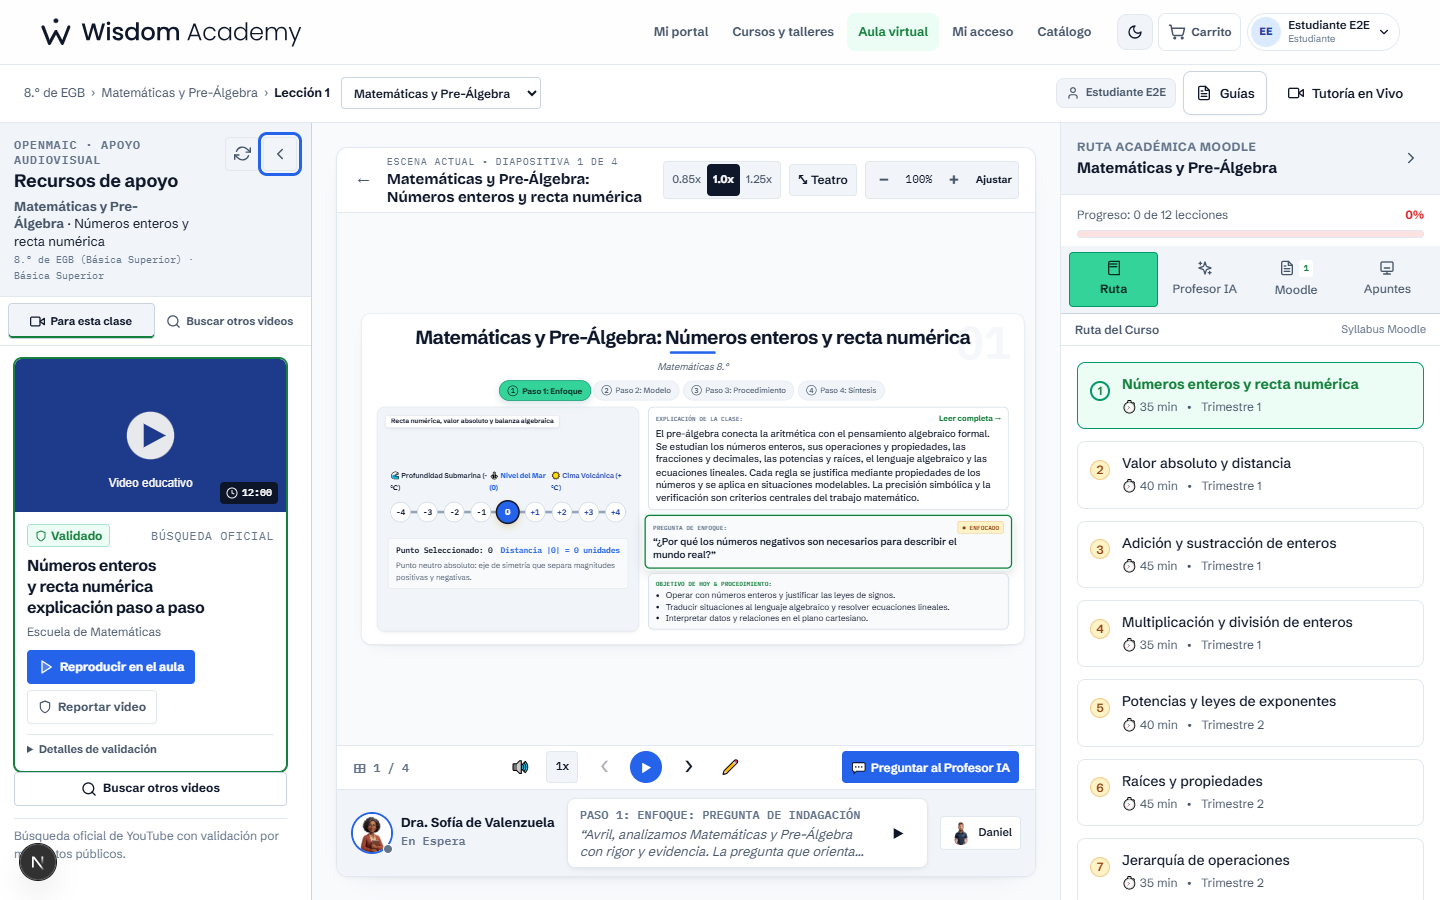 Wisdom Academy
Mi portal
Cursos y talleres
Aula virtual
Mi acceso
Catálogo
Carrito
EE
Estudiante E2E
Estudiante
8.° de EGB › Matemáticas y Pre-Álgebra › Lección 1
Matemáticas y Pre-Álgebra
Estudiante E2E
Guías
Tutoría en Vivo
OPENMAIC · APOYO
AUDIOVISUAL
Recursos de apoyo
Matemáticas y Pre-
Álgebra · Números enteros y
recta numérica
8.° de EGB (Básica Superior) ·
Básica Superior
Para esta clase
Buscar otros videos
Video educativo
12:00
Validado
BÚSQUEDA OFICIAL
Números enteros
y recta numérica
explicación paso a paso
Escuela de Matemáticas
Reproducir en el aula
Reportar video
Detalles de validación
Buscar otros videos
Búsqueda oficial de YouTube con validación por
tos públicos.
N
← ESCENA ACTUAL • DIAPOSITIVA 1 DE 4
Matemáticas y Pre-Álgebra:
Números enteros y recta numérica
0.85x 1.0x 1.25x
⤡ Teatro
− 100% + Ajustar
01
Matemáticas y Pre-Álgebra: Números enteros y recta numérica
Matemáticas 8.°
1 Paso 1: Enfoque
2 Paso 2: Modelo
3 Paso 3: Procedimiento
4 Paso 4: Síntesis
Recta numérica, valor absoluto y balanza algebraica
🌊 Profundidad Submarina (-
°C)
Nivel del Mar
(0)
Cima Volcánica (+
°C)
-4 -3 -2 -1 0 +1 +2 +3 +4
Punto Seleccionado: 0 Distancia |0| = 0 unidades
Punto neutro absoluto: eje de simetría que separa magnitudes
positivas y negativas.
EXPLICACIÓN DE LA CLASE:
Leer completa →
El pre-álgebra conecta la aritmética con el pensamiento algebraico formal.
Se estudian los números enteros, sus operaciones y propiedades, las
fracciones y decimales, las potencias y raíces, el lenguaje algebraico y las
ecuaciones lineales. Cada regla se justifica mediante propiedades de los
números y se aplica en situaciones modelables. La precisión simbólica y la
verificación son criterios centrales del trabajo matemático.
PREGUNTA DE ENFOQUE:
● ENFOCADO
“¿Por qué los números negativos son necesarios para describir el
mundo real?”
OBJETIVO DE HOY & PROCEDIMIENTO:
• Operar con números enteros y justificar las leyes de signos.
• Traducir situaciones al lenguaje algebraico y resolver ecuaciones lineales.
• Interpretar datos y relaciones en el plano cartesiano.
1 / 4
1x
Preguntar al Profesor IA
Dra. Sofía de Valenzuela
En Espera
PASO 1: ENFOQUE: PREGUNTA DE INDAGACIÓN
“Avril, analizamos Matemáticas y Pre-Álgebra
con rigor y evidencia. La pregunta que orienta...
Daniel
RUTA ACADÉMICA MOODLE
Matemáticas y Pre-Álgebra
Progreso: 0 de 12 lecciones
0%
Ruta
Profesor IA
1
Moodle
Apuntes
Ruta del Curso
Syllabus Moodle
1 Números enteros y recta numérica
35 min • Trimestre 1
2 Valor absoluto y distancia
40 min • Trimestre 1
3 Adición y sustracción de enteros
45 min • Trimestre 1
4 Multiplicación y división de enteros
35 min • Trimestre 1
5 Potencias y leyes de exponentes
40 min • Trimestre 2
6 Raíces y propiedades
45 min • Trimestre 2
7 Jerarquía de operaciones
35 min • Trimestre 2